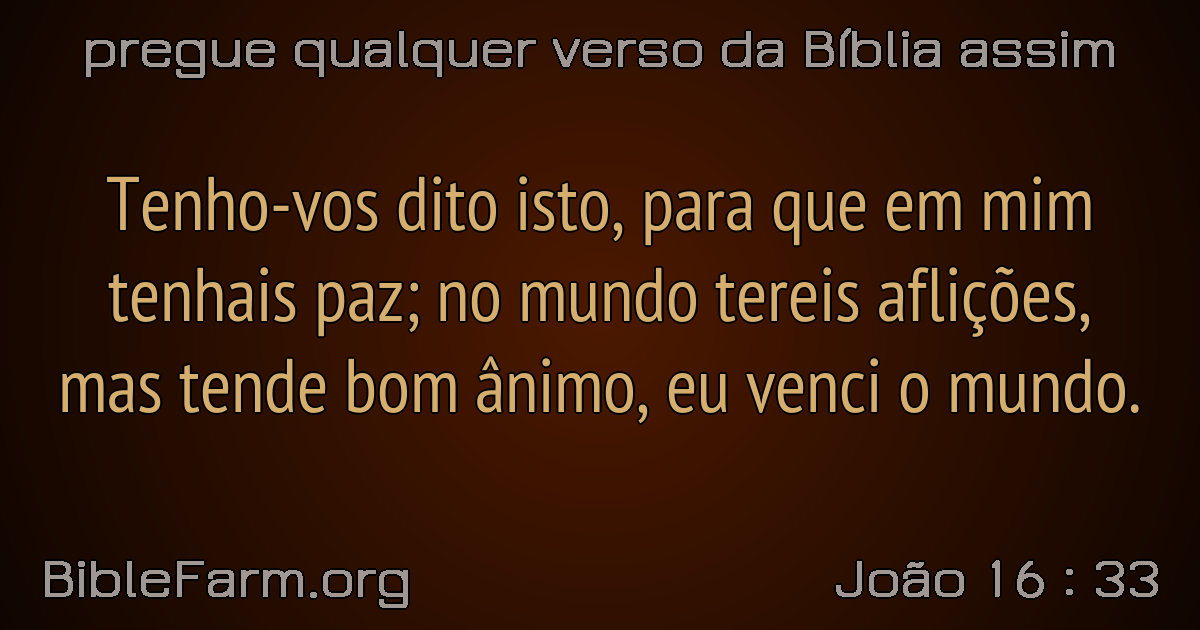 pregue qualquer verso da Bíblia assim
Tenho-vos dito isto, para que em mim
tenhais paz; no mundo tereis aflições,
mas tende bom ânimo, eu venci o mundo.
BibleFarm.org
João 16 : 33